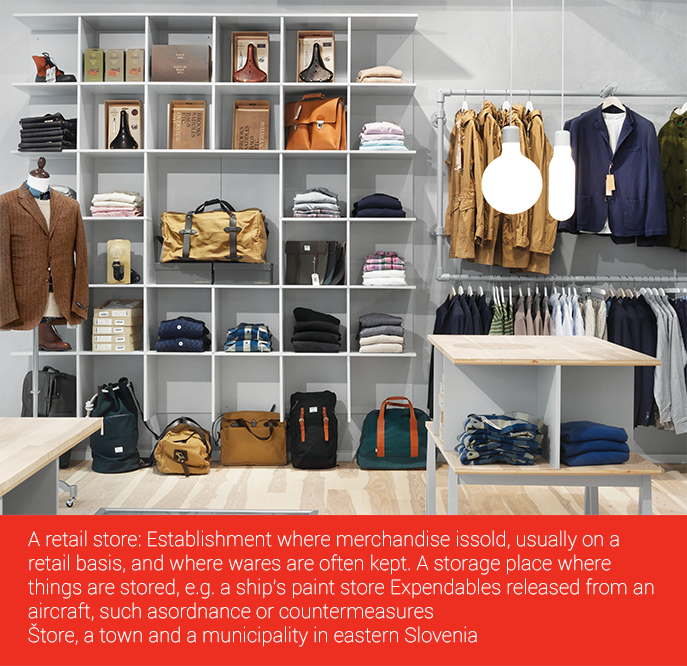 A retail store: Establishment where merchandise issold, usually on a
retail basis, and where wares are often kept. A storage place where
things are stored, e.g. a ship's paint store Expendables released from an
aircraft, such asordnance or countermeasures
Štore, a town and a municipality in eastern Slovenia